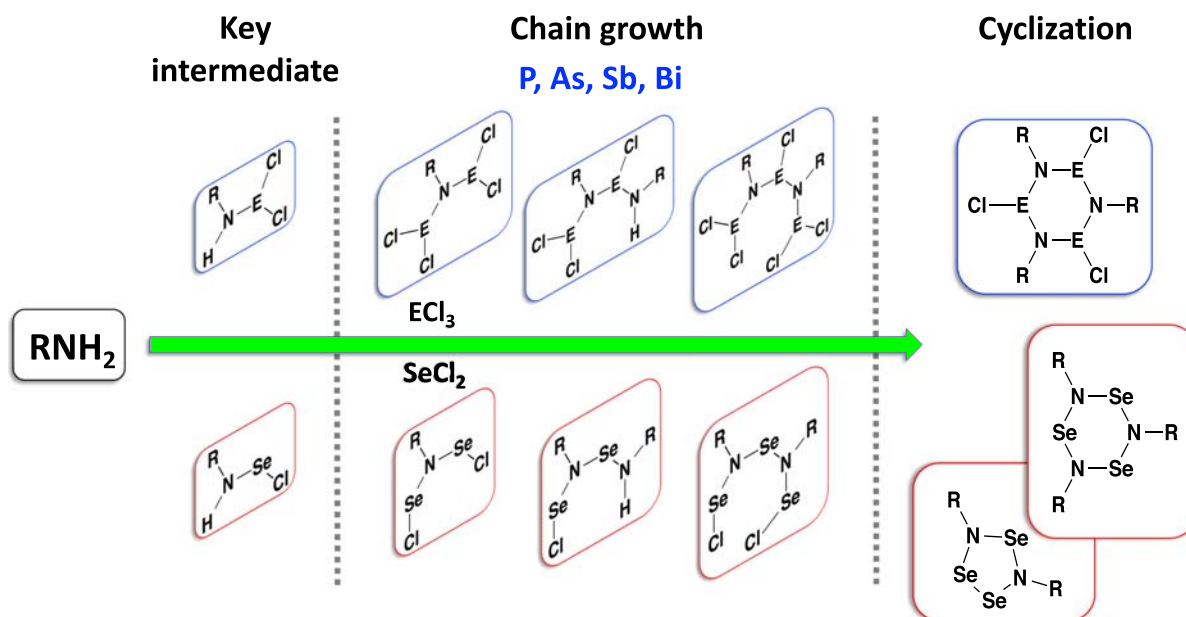 Key
intermediate
Chain growth
P, As, Sb, Bi
Cyclization
Cl
R
N E
Cl
H
Cl
R
N E
Cl
Cl E
Cl
Cl
R E R
N N
Cl E H
Cl
Cl
R E R
N N
Cl E E Cl
Cl Cl
R Cl
N E
Cl E N R
N E
R Cl
ECl₃
RNH₂
SeCl₂
R Se
N Cl
H
R Se
N Cl
Se
Cl
R Se R
N N
Se H
Cl
R Se R
N N
Se Se
Cl Cl
R
N Se
Se N R
N Se
R
R
N Se
Se N R
Se